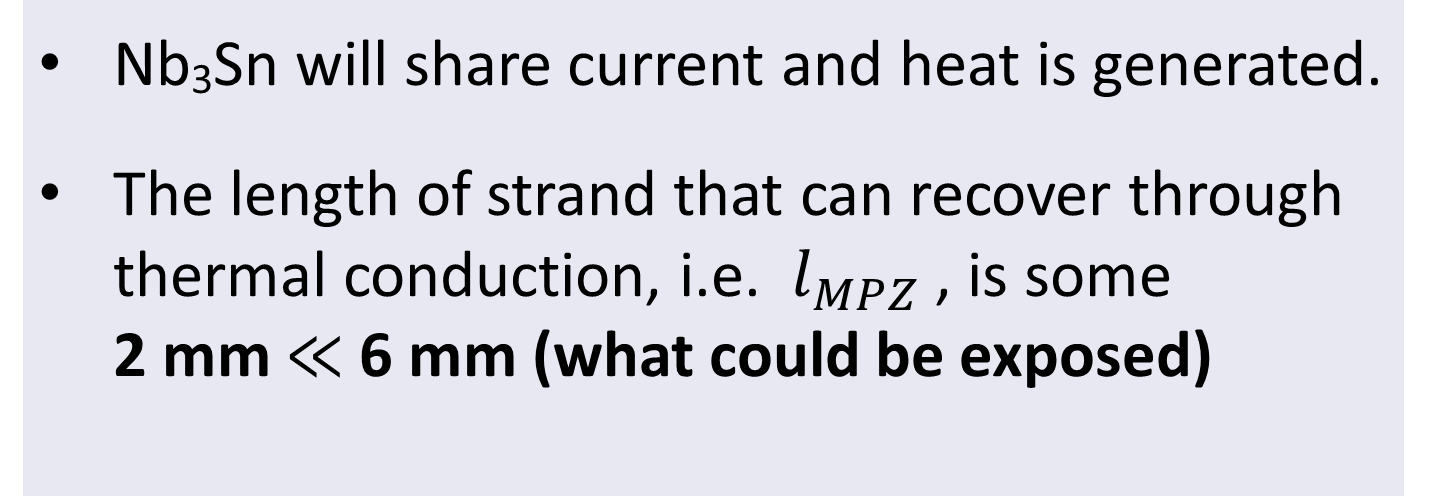 • Nb₃Sn will share current and heat is generated.
• The length of strand that can recover through
thermal conduction, i.e. 𝑙𝑀𝑃𝑍 , is some
2 mm ≪ 6 mm (what could be exposed)